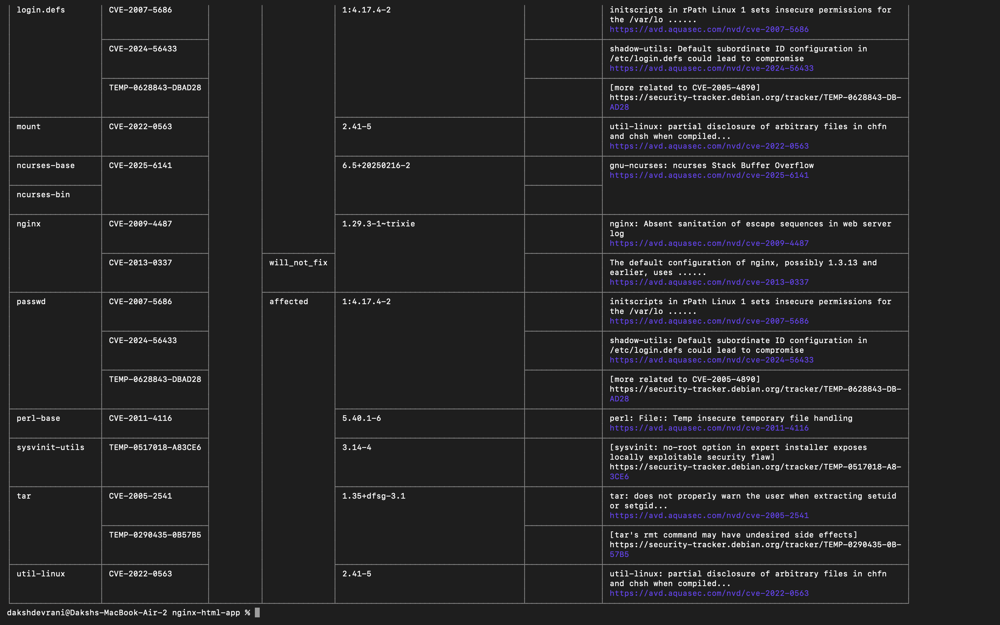 login.defs CVE-2007-5686 1:4.17.4-2 initscripts in rPath Linux 1 sets insecure permissions for
the /var/lo ......
https://avd.aquasec.com/nvd/cve-2007-5686
CVE-2024-56433 shadow-utils: Default subordinate ID configuration in
/etc/login.defs could lead to compromise
https://avd.aquasec.com/nvd/cve-2024-56433
TEMP-0628843-DBAD28 [more related to CVE-2005-4890]
https://security-tracker.debian.org/tracker/TEMP-0628843-DB-
AD28
mount CVE-2022-0563 2.41-5 util-linux: partial disclosure of arbitrary files in chfn
and chsh when compiled...
https://avd.aquasec.com/nvd/cve-2022-0563
ncurses-base CVE-2025-6141 6.5+20250216-2 gnu-ncurses: ncurses Stack Buffer Overflow
https://avd.aquasec.com/nvd/cve-2025-6141
ncurses-bin
nginx CVE-2009-4487 1.29.3-1~trixie nginx: Absent sanitation of escape sequences in web server
log
https://avd.aquasec.com/nvd/cve-2009-4487
CVE-2013-0337 will_not_fix The default configuration of nginx, possibly 1.3.13 and
earlier, uses ......
https://avd.aquasec.com/nvd/cve-2013-0337
passwd CVE-2007-5686 affected 1:4.17.4-2 initscripts in rPath Linux 1 sets insecure permissions for
the /var/lo ......
https://avd.aquasec.com/nvd/cve-2007-5686
CVE-2024-56433 shadow-utils: Default subordinate ID configuration in
/etc/login.defs could lead to compromise
https://avd.aquasec.com/nvd/cve-2024-56433
TEMP-0628843-DBAD28 [more related to CVE-2005-4890]
https://security-tracker.debian.org/tracker/TEMP-0628843-DB-
AD28
perl-base CVE-2011-4116 5.40.1-6 perl: File:: Temp insecure temporary file handling
https://avd.aquasec.com/nvd/cve-2011-4116
sysvinit-utils TEMP-0517018-A83CE6 3.14-4 [sysvinit: no-root option in expert installer exposes
locally exploitable security flaw]
https://security-tracker.debian.org/tracker/TEMP-0517018-A8-
3CE6
tar CVE-2005-2541 1.35+dfsg-3.1 tar: does not properly warn the user when extracting setuid
or setgid...
https://avd.aquasec.com/nvd/cve-2005-2541
TEMP-0290435-0B57B5 [tar's rmt command may have undesired side effects]
https://security-tracker.debian.org/tracker/TEMP-0290435-0B-
57B5
util-linux CVE-2022-0563 2.41-5 util-linux: partial disclosure of arbitrary files in chfn
and chsh when compiled...
https://avd.aquasec.com/nvd/cve-2022-0563
dakshdevrani@Dakshs-MacBook-Air-2 nginx-html-app %